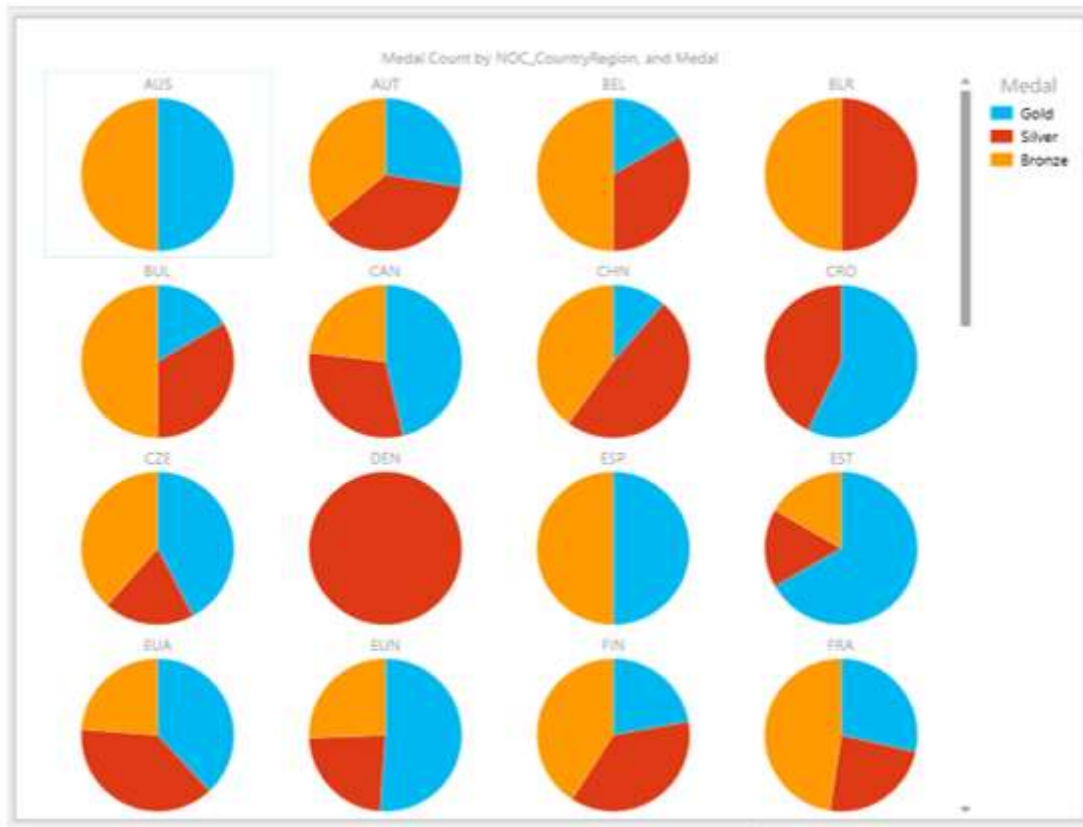 Medal Count by NOC_CountryRegion, and Medal
AUS AUT BEL BLR
BUL CAN CHN CRO
CZE DEN ESP EST
EUA EUN FIN FRA
Medal
Gold
Silver
Bronze